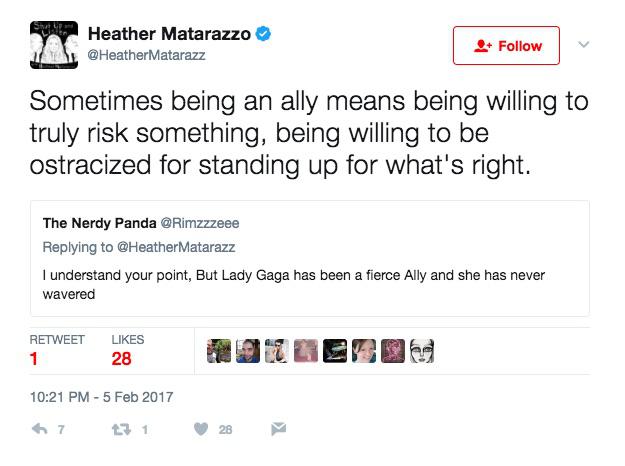 Heather Matarazzo
@HeatherMatarazz
Follow
Sometimes being an ally means being willing to
truly risk something, being willing to be
ostracized for standing up for what's right.
The Nerdy Panda @Rimzzzeee
Replying to @HeatherMatarazz
I understand your point, But Lady Gaga has been a fierce Ally and she has never
wavered
RETWEET LIKES
1 28
10:21 PM - 5 Feb 2017
7 1 28